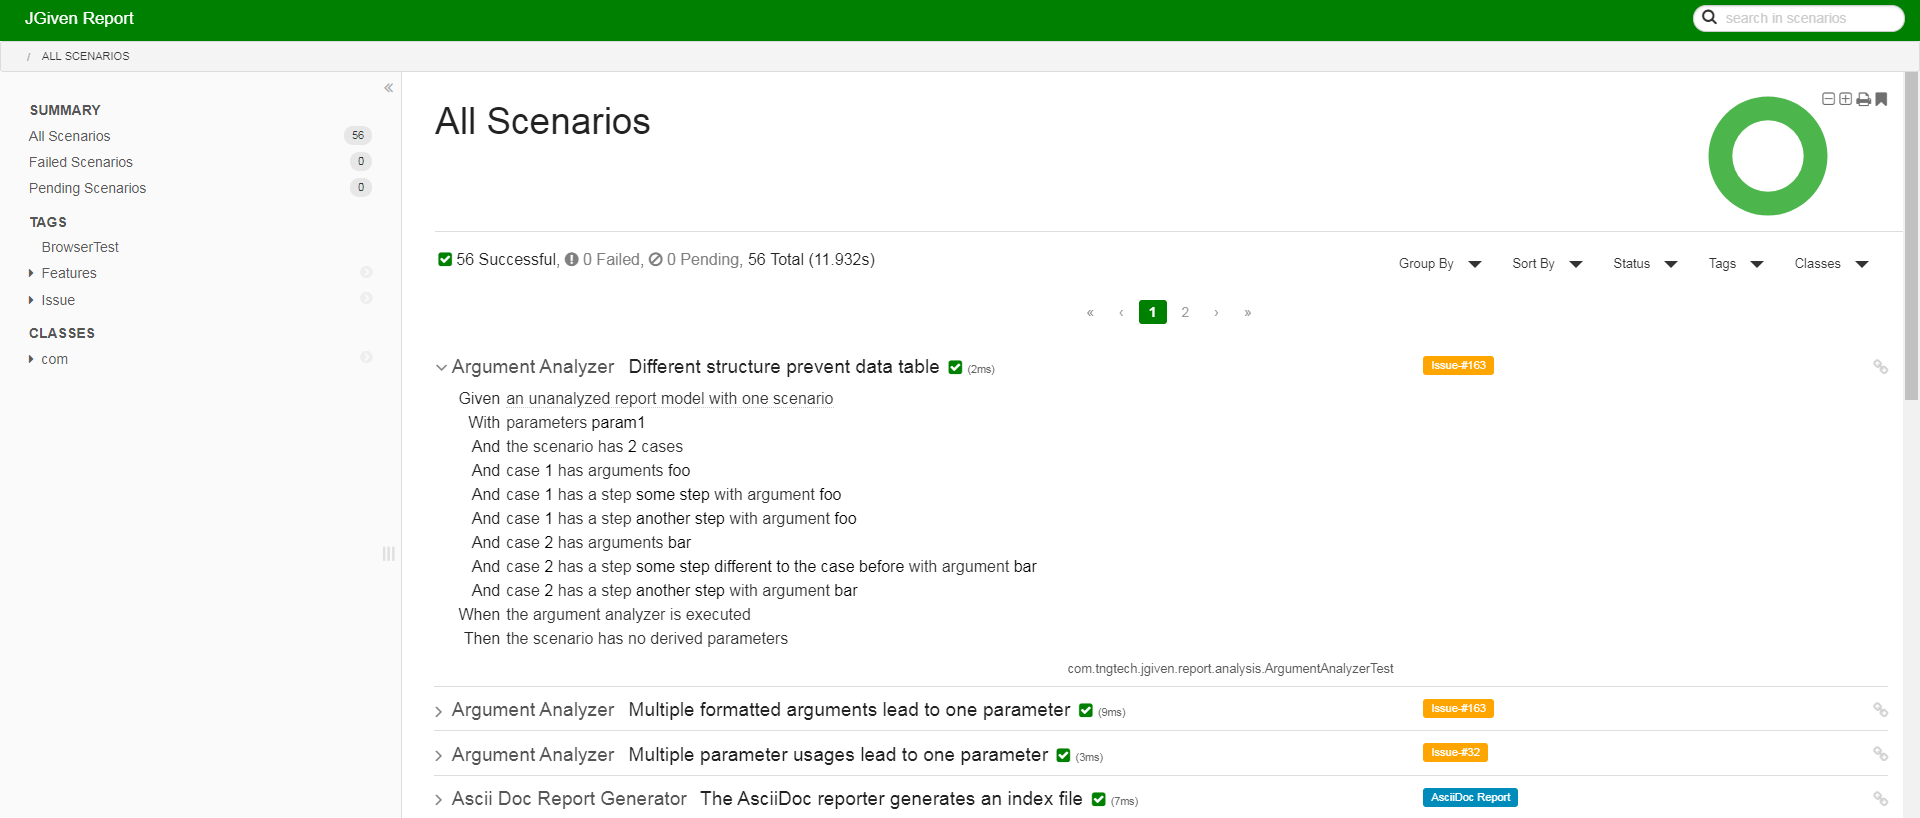 JGiven Report
search in scenarios
/ ALL SCENARIOS
«
SUMMARY
All Scenarios 56
Failed Scenarios 0
Pending Scenarios 0
TAGS
BrowserTest
Features
Issue
CLASSES
com
All Scenarios
56 Successful, 0 Failed, 0 Pending, 56 Total (11.932s)
Group By Sort By Status Tags Classes
« ‹ 1 2 › »
Argument Analyzer Different structure prevent data table (2ms) Issue-#163
Given an unanalyzed report model with one scenario
With parameters param1
And the scenario has 2 cases
And case 1 has arguments foo
And case 1 has a step some step with argument foo
And case 1 has a step another step with argument foo
And case 2 has arguments bar
And case 2 has a step some step different to the case before with argument bar
And case 2 has a step another step with argument bar
When the argument analyzer is executed
Then the scenario has no derived parameters
com.tngtech.jgiven.report.analysis.ArgumentAnalyzerTest
Argument Analyzer Multiple formatted arguments lead to one parameter (9ms) Issue-#163
Argument Analyzer Multiple parameter usages lead to one parameter (3ms) Issue-#32
Ascii Doc Report Generator The AsciiDoc reporter generates an index file (7ms) AsciiDoc Report